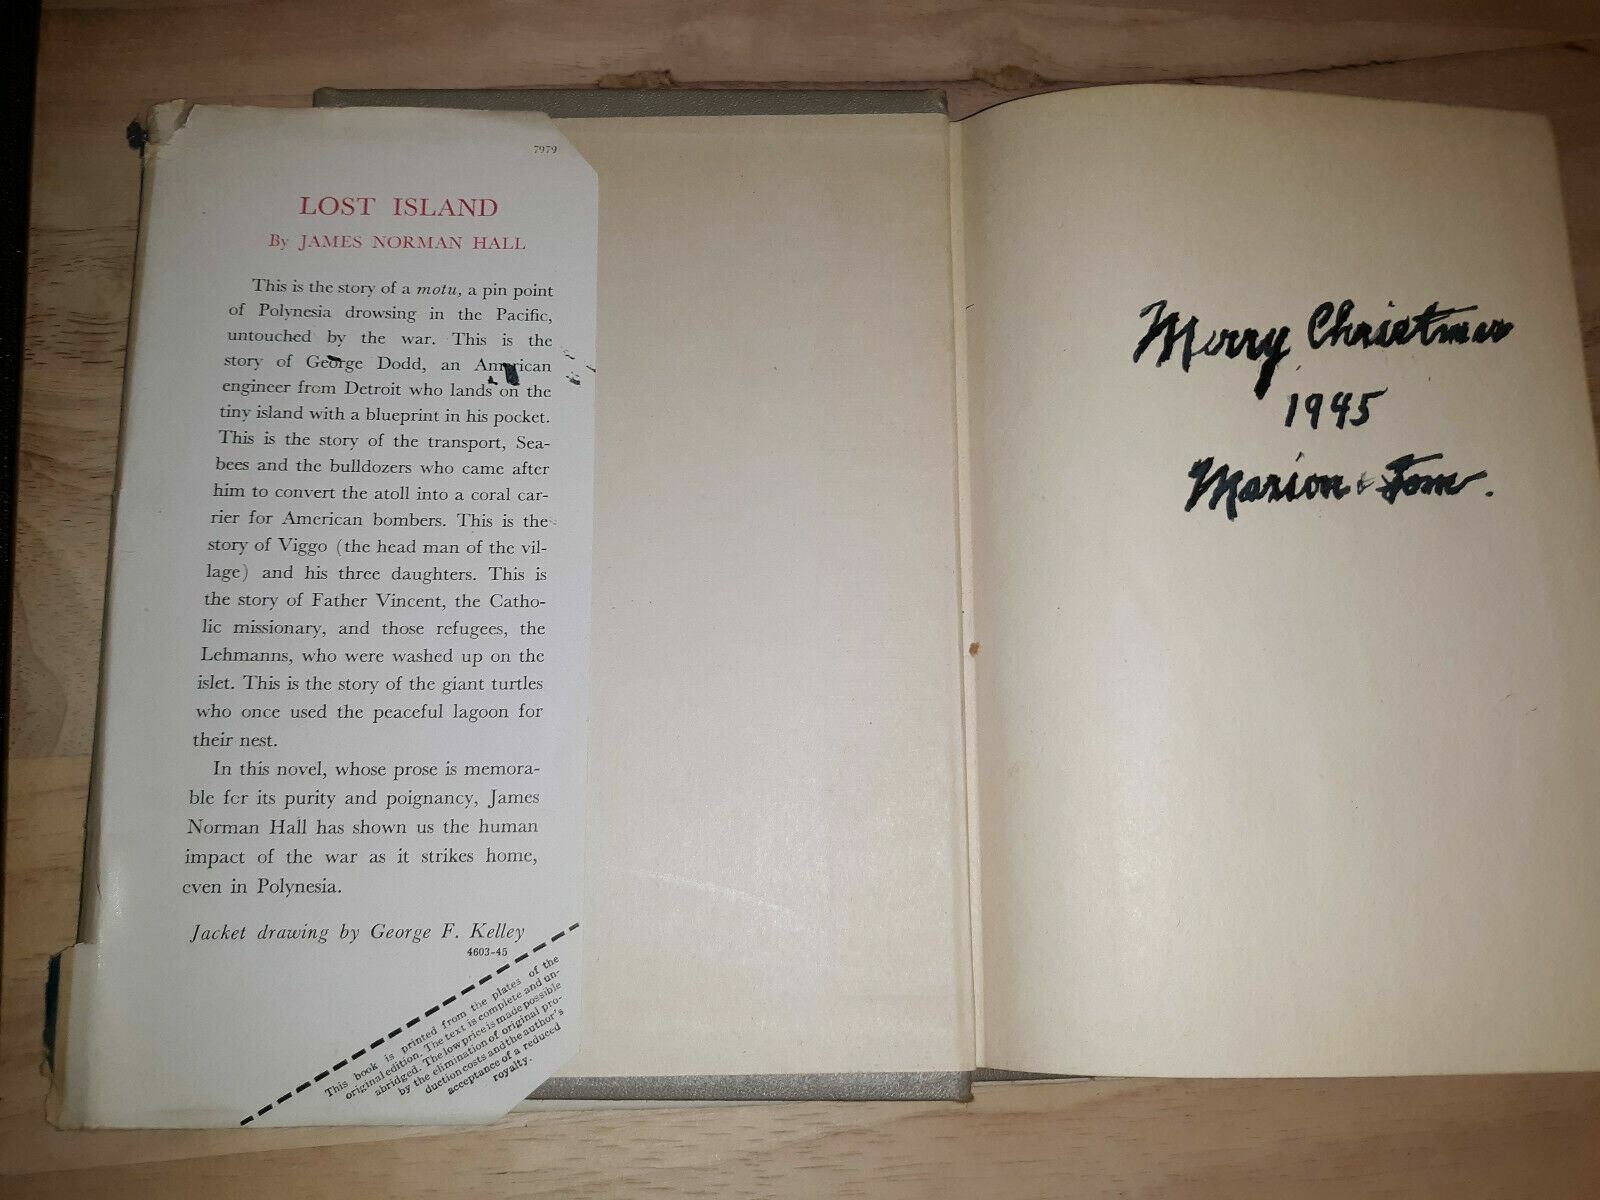 7979
LOST ISLAND
By JAMES NORMAN HALL
This is the story of a motu, a pin point
of Polynesia drowsing in the Pacific,
untouched by the war. This is the
story of George Dodd, an American
engineer from Detroit who lands on the
tiny island with a blueprint in his pocket.
This is the story of the transport, Sea-
bees and the bulldozers who came after
him to convert the atoll into a coral car-
rier for American bombers. This is the
story of Viggo (the head man of the vil-
lage) and his three daughters. This is
the story of Father Vincent, the Catho-
lic missionary, and those refugees, the
Lehmanns, who were washed up on the
islet. This is the story of the giant turtles
who once used the peaceful lagoon for
their nest.
In this novel, whose prose is memora-
ble for its purity and poignancy, James
Norman Hall has shown us the human
impact of the war as it strikes home,
even in Polynesia.
Jacket drawing by George F. Kelley
4603-45
This book is printed from the plates of the
original edition. The text is complete and un-
abridged. The low price is made possible
by the elimination of original pro-
duction costs and the author's
acceptance of a reduced
royalty.
Merry Christmas
1945
Marion & Tom.